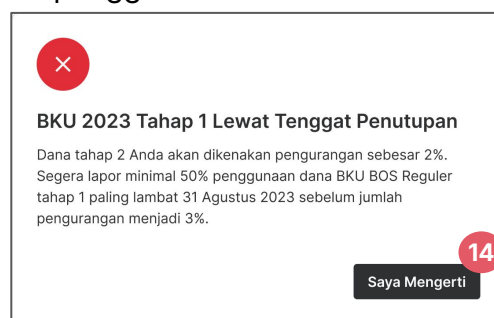 BKU 2023 Tahap 1 Lewat Tenggat Penutupan
Dana tahap 2 Anda akan dikenakan pengurangan sebesar 2%.
Segera lapor minimal 50% penggunaan dana BKU BOS Reguler
tahap 1 paling lambat 31 Agustus 2023 sebelum jumlah
pengurangan menjadi 3%.
14
Saya Mengerti